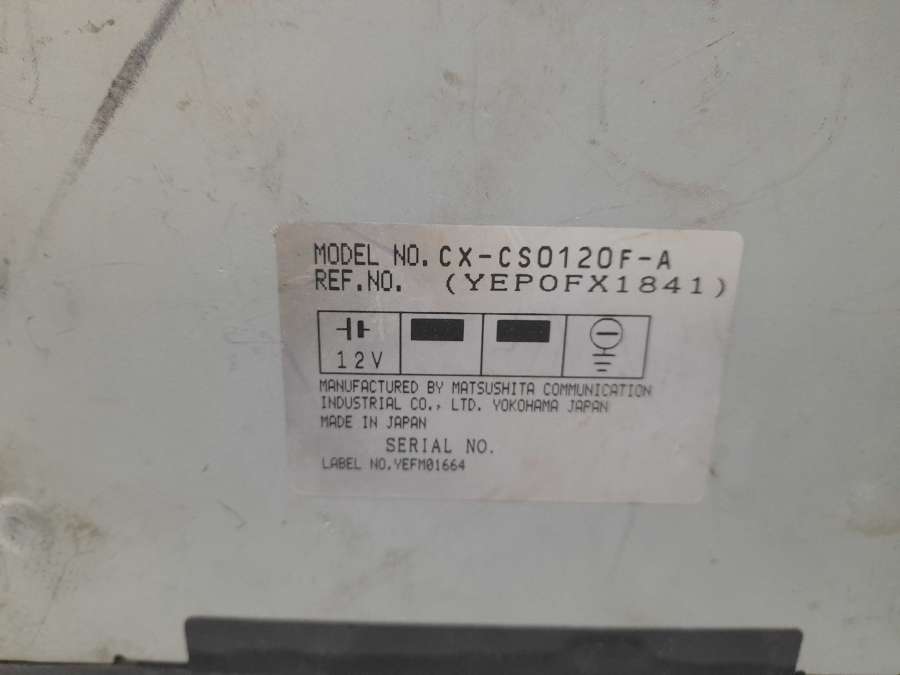 MODEL NO. CX-CS0120F-A
REF.NO. (YEP0FX1841)
12V
MANUFACTURED BY MATSUSHITA COMMUNICATION
INDUSTRIAL CO., LTD. YOKOHAMA JAPAN
MADE IN JAPAN
SERIAL NO.
LABEL NO.YEFM01664